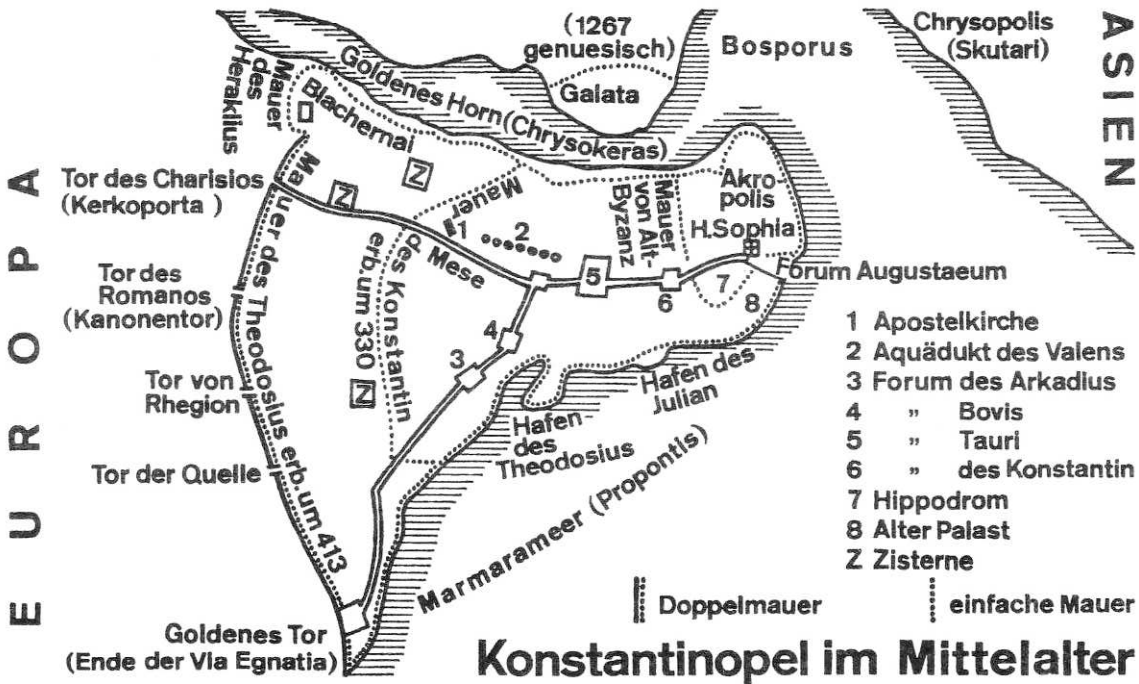 (1267
genuesisch)
Galata
Bosporus
Chrysopolis
(Skutari)
ASIEN
EUROPA
Goldenes Horn (Chrysokeras)
Mauer
des
Heraklius
Blachernai
Z
Z
Z
Tor des Charisios
(Kerkoporta)
Mauer des Theodosius erb. um 413
Tor des
Romanos
(Kanonentor)
Tor von
Rhegion
Tor der Quelle
Goldenes Tor
(Ende der Via Egnatia)
Mauer
des Konstantin
erb. um 330
Mese
1
2
3
4
5
6
7
8
Mauer
von Alt-
Byzanz
Akro-
polis
H. Sophia
Forum Augustaeum
Hafen des
Julian
Hafen
des
Theodosius
Marmarameer (Propontis)
1 Apostelkirche
2 Aquädukt des Valens
3 Forum des Arkadius
4 " Bovis
5 " Tauri
6 " des Konstantin
7 Hippodrom
8 Alter Palast
Z Zisterne
Doppelmauer
einfache Mauer
Konstantinopel im Mittelalter